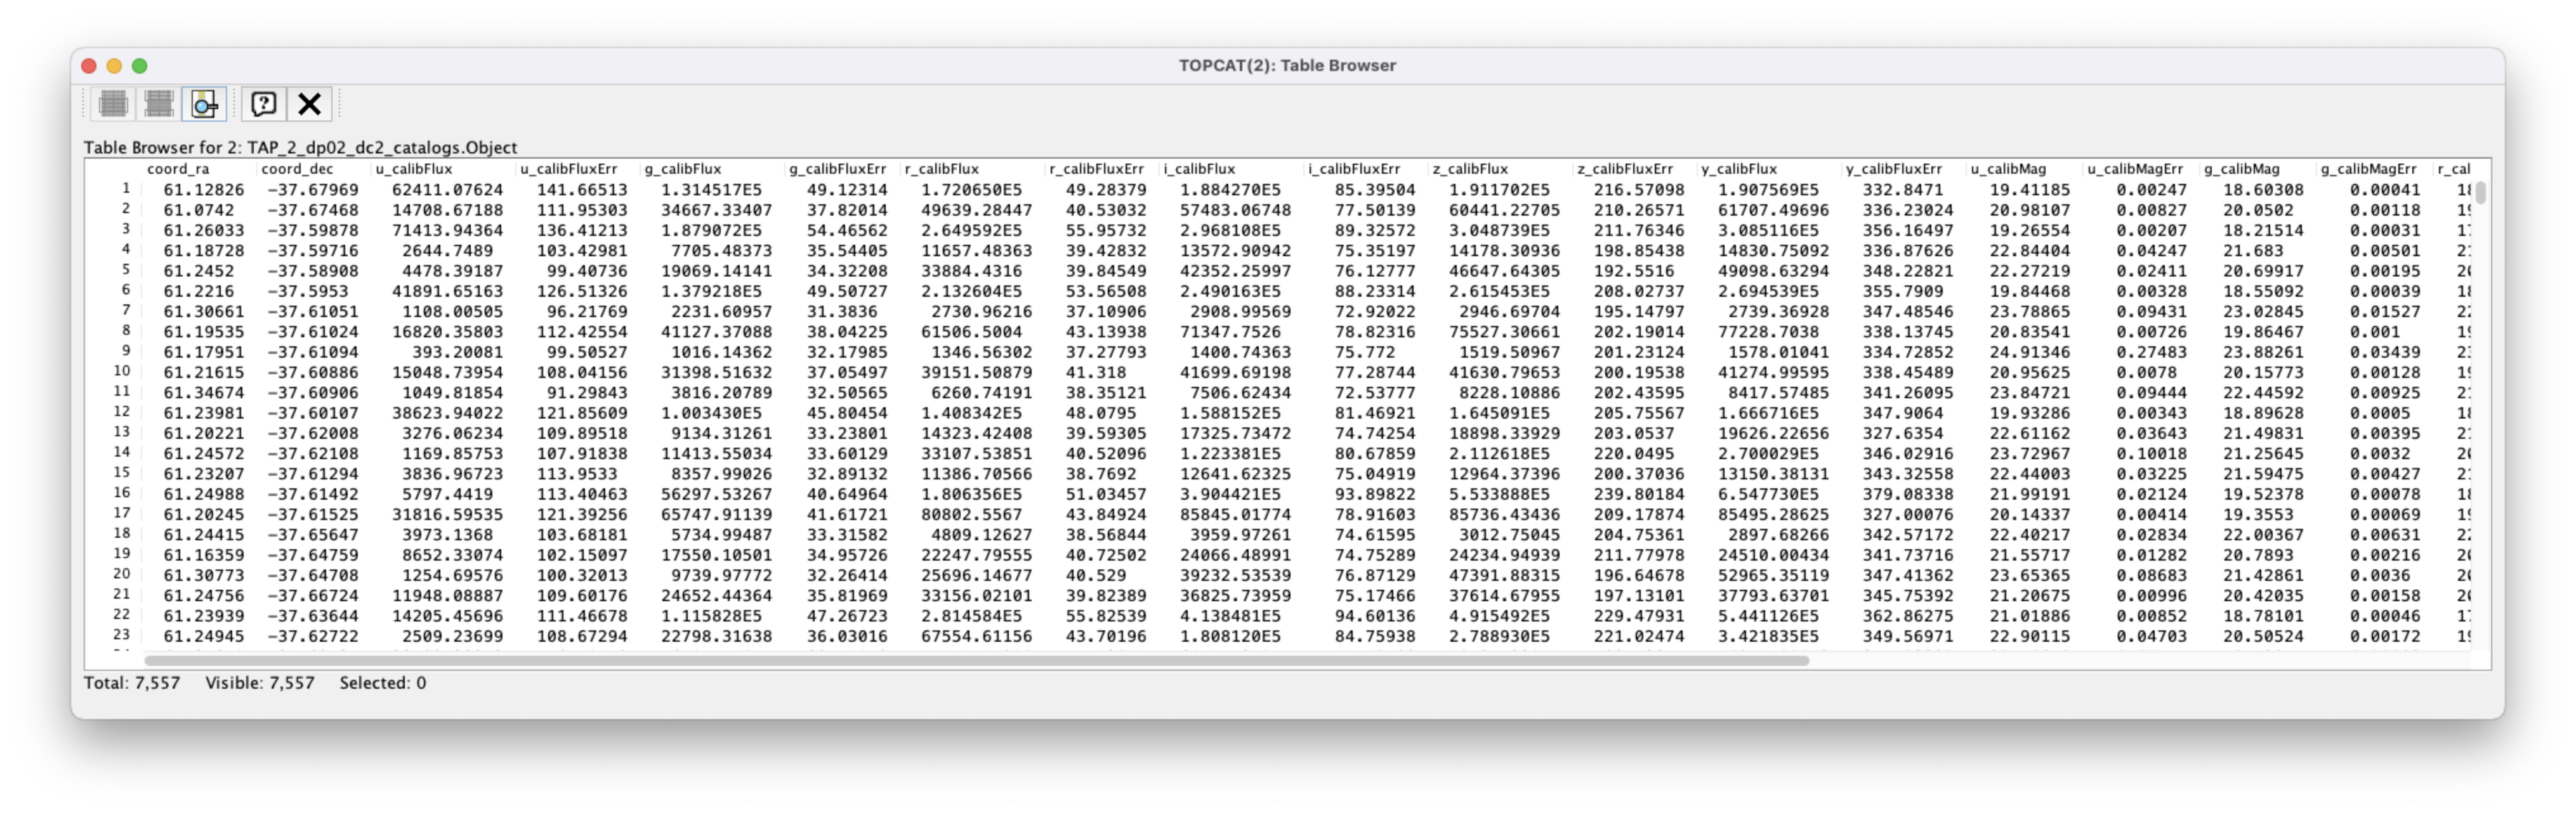 TOPCAT(2): Table Browser
Table Browser for 2: TAP_2_dp02_dc2_catalogs.Object
coord_ra coord_dec u_calibFlux u_calibFluxErr g_calibFlux g_calibFluxErr r_calibFlux r_calibFluxErr i_calibFlux i_calibFluxErr z_calibFlux z_calibFluxErr y_calibFlux y_calibFluxErr u_calibMag u_calibMagErr g_calibMag g_calibMagErr r_cal
1 61.12826 -37.67969 62411.07624 141.66513 1.314517E5 49.12314 1.720650E5 49.28379 1.884270E5 85.39504 1.911702E5 216.57098 1.907569E5 332.8471 19.41185 0.00247 18.60308 0.00041 18
2 61.0742 -37.67468 14708.67188 111.95303 34667.33407 37.82014 49639.28447 40.53032 57483.06748 77.50139 60441.22705 210.26571 61707.49696 336.23024 20.98107 0.00827 20.0502 0.00118 19
3 61.26033 -37.59878 71413.94364 136.41213 1.879072E5 54.46562 2.649592E5 55.95732 2.968108E5 89.32572 3.048739E5 211.76346 3.085116E5 356.16497 19.26554 0.00207 18.21514 0.00031 17
4 61.18728 -37.59716 2644.7489 103.42981 7705.48373 35.54405 11657.48363 39.42832 13572.90942 75.35197 14178.30936 198.85438 14830.75092 336.87626 22.84404 0.04247 21.683 0.00501 21
5 61.2452 -37.58908 4478.39187 99.40736 19069.14141 34.32208 33884.4316 39.84549 42352.25997 76.12777 46647.64305 192.5516 49098.63294 348.22821 22.27219 0.02411 20.69917 0.00195 20
6 61.2216 -37.5953 41891.65163 126.51326 1.379218E5 49.50727 2.132604E5 53.56508 2.490163E5 88.23314 2.615453E5 208.02737 2.694539E5 355.7909 19.84468 0.00328 18.55092 0.00039 18
7 61.30661 -37.61051 1108.00505 96.21769 2231.60957 31.3836 2730.96216 37.10906 2908.99569 72.92022 2946.69704 195.14797 2739.36928 347.48546 23.78865 0.09431 23.02845 0.01527 22
8 61.19535 -37.61024 16820.35803 112.42554 41127.37088 38.04225 61506.5004 43.13938 71347.7526 78.82316 75527.30661 202.19014 77228.7038 338.13745 20.83541 0.00726 19.86467 0.001 19
9 61.17951 -37.61094 393.20081 99.50527 1016.14362 32.17985 1346.56302 37.27793 1400.74363 75.772 1519.50967 201.23124 1578.01041 334.72852 24.91346 0.27483 23.88261 0.03439 23
10 61.21615 -37.60886 15048.73954 108.04156 31398.51632 37.05497 39151.50879 41.318 41699.69198 77.28744 41630.79653 200.19538 41274.99595 338.45489 20.95625 0.0078 20.15773 0.00128 19
11 61.34674 -37.60906 1049.81854 91.29843 3816.20789 32.50565 6260.74191 38.35121 7506.62434 72.53777 8228.10886 202.43595 8417.57485 341.26095 23.84721 0.09444 22.44592 0.00925 21
12 61.23981 -37.60107 38623.94022 121.85609 1.003430E5 45.80454 1.408342E5 48.0795 1.588152E5 81.46921 1.645091E5 205.75567 1.666716E5 347.9064 19.93286 0.00343 18.89628 0.0005 18
13 61.20221 -37.62008 3276.06234 109.89518 9134.31261 33.23801 14323.42408 39.59305 17325.73472 74.74254 18898.33929 203.0537 19626.22656 327.6354 22.61162 0.03643 21.49831 0.00395 21
14 61.24572 -37.62108 1169.85753 107.91838 11413.55034 33.60129 33107.53851 40.52096 1.223381E5 80.67859 2.112618E5 220.0495 2.700029E5 346.02916 23.72967 0.10018 21.25645 0.0032 20
15 61.23207 -37.61294 3836.96723 113.9533 8357.99026 32.89132 11386.70566 38.7692 12641.62325 75.04919 12964.37396 200.37036 13150.38131 343.32558 22.44003 0.03225 21.59475 0.00427 21
16 61.24988 -37.61492 5797.4419 113.40463 56297.53267 40.64964 1.806356E5 51.03457 3.904421E5 93.89822 5.533888E5 239.80184 6.547730E5 379.08338 21.99191 0.02124 19.52378 0.00078 18
17 61.20245 -37.61525 31816.59535 121.39256 65747.91139 41.61721 80802.5567 43.84924 85845.01774 78.91603 85736.43436 209.17874 85495.28625 327.00076 20.14337 0.00414 19.3553 0.00069 19
18 61.24415 -37.65647 3973.1368 103.68181 5734.99487 33.31582 4809.12627 38.56844 3959.97261 74.61595 3012.75045 204.75361 2897.68266 342.57172 22.40217 0.02834 22.00367 0.00631 22
19 61.16359 -37.64759 8652.33074 102.15097 17550.10501 34.95726 22247.79555 40.72502 24066.48991 74.75289 24234.94939 211.77978 24510.00434 341.73716 21.55717 0.01282 20.7893 0.00216 20
20 61.30773 -37.64708 1254.69576 100.32013 9739.97772 32.26414 25696.14677 40.529 39232.53539 76.87129 47391.88315 196.64678 52965.35119 347.41362 23.65365 0.08683 21.42861 0.0036 20
21 61.24756 -37.66724 11948.08887 109.60176 24652.44364 35.81969 33156.02101 39.82389 36825.73959 75.17466 37614.67955 197.13101 37793.63701 345.75392 21.20675 0.00996 20.42035 0.00158 20
22 61.23939 -37.63644 14205.45696 111.46678 1.115828E5 47.26723 2.814584E5 55.82539 4.138481E5 94.60136 4.915492E5 229.47931 5.441126E5 362.86275 21.01886 0.00852 18.78101 0.00046 17
23 61.24945 -37.62722 2509.23699 108.67294 22798.31638 36.03016 67554.61156 43.70196 1.808120E5 84.75938 2.788930E5 221.02474 3.421835E5 349.56971 22.90115 0.04703 20.50524 0.00172 19
Total: 7,557 Visible: 7,557 Selected: 0